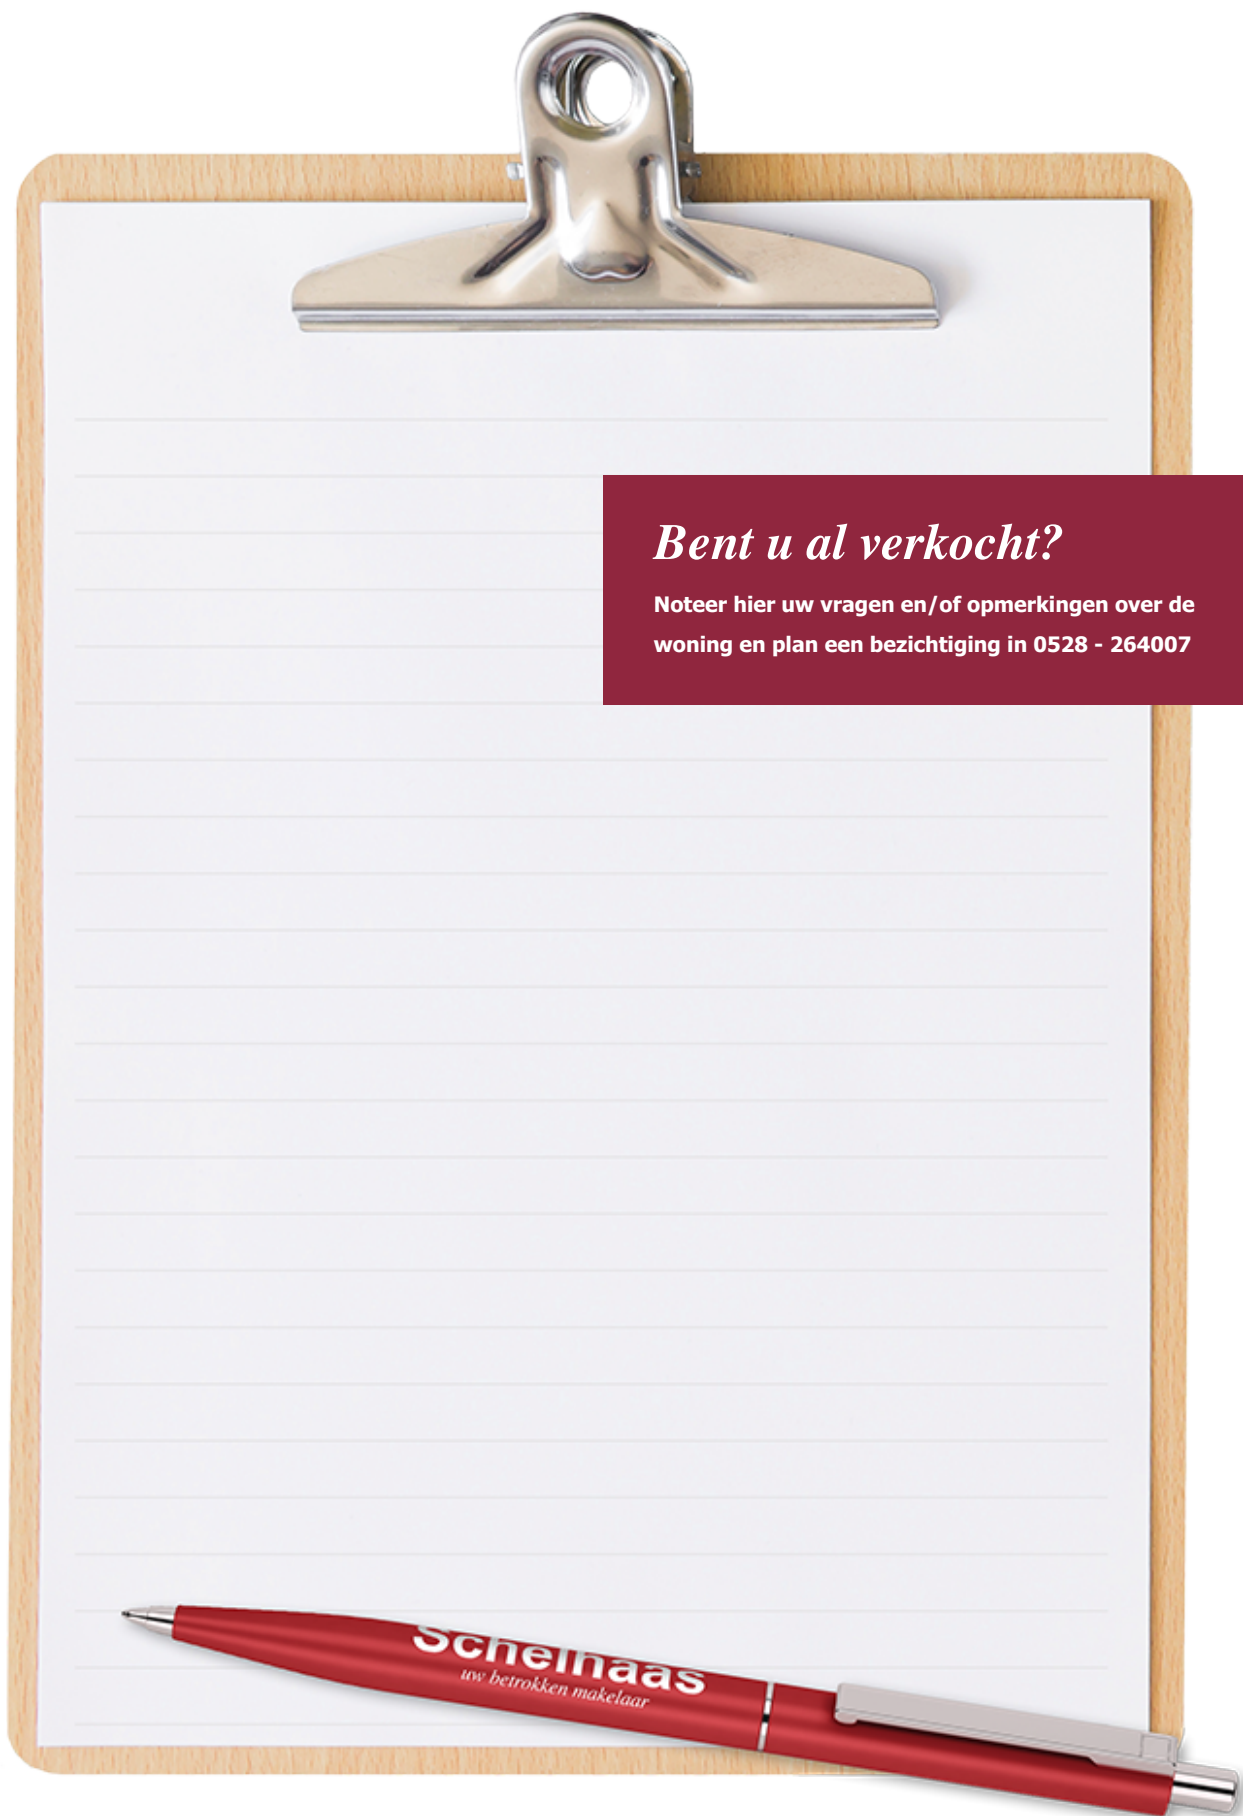 Bent u al verkocht?
Noteer hier uw vragen en/of opmerkingen over de
woning en plan een bezichtiging in 0528 - 264007
Schelhaas
uw betrokken makelaar